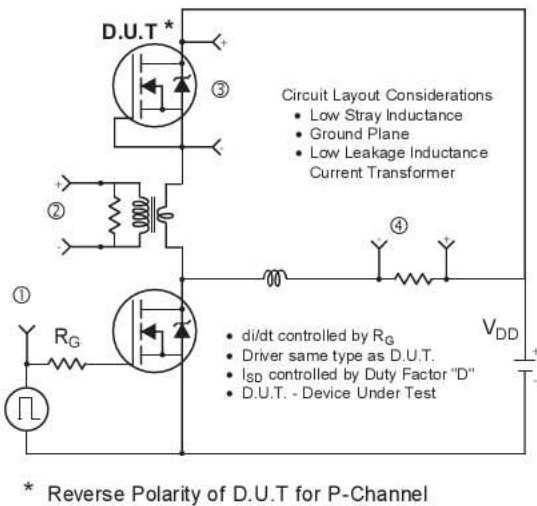 D.U.T *
+
③
-
Circuit Layout Considerations
• Low Stray Inductance
• Ground Plane
• Low Leakage Inductance
Current Transformer
+
②
-
- ④ +
①
R_G
V_DD
+
-
• di/dt controlled by R_G
• Driver same type as D.U.T.
• I_SD controlled by Duty Factor "D"
• D.U.T. - Device Under Test
* Reverse Polarity of D.U.T for P-Channel